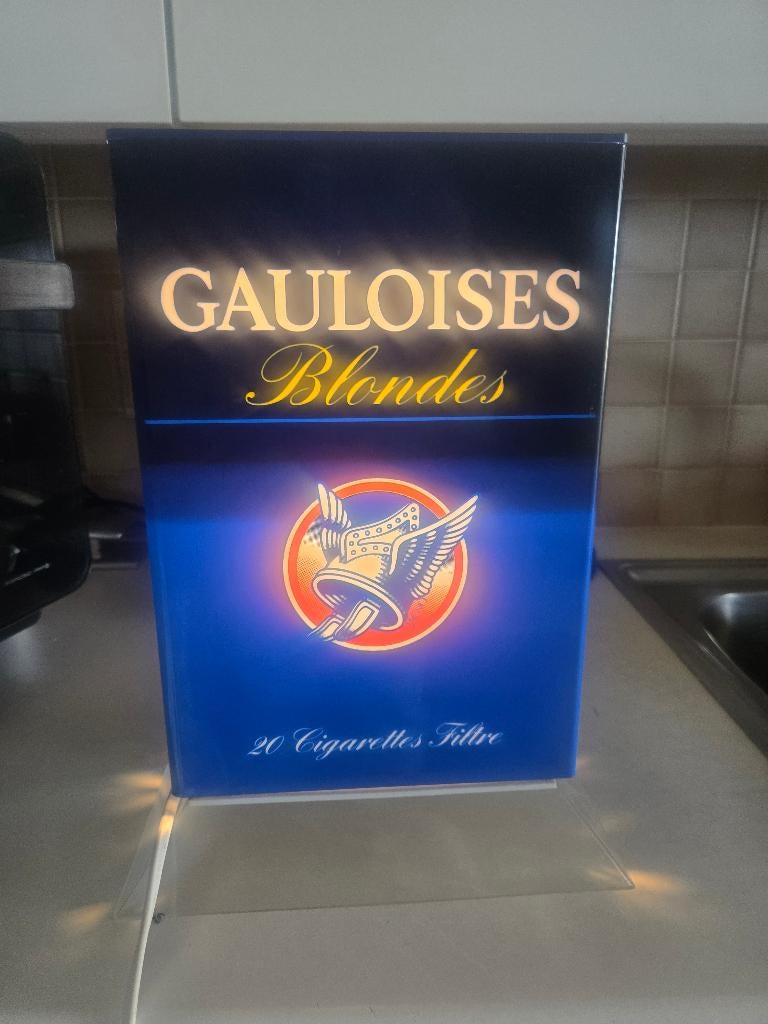 GAULOISES
Blondes
20 Cigarettes Filtre